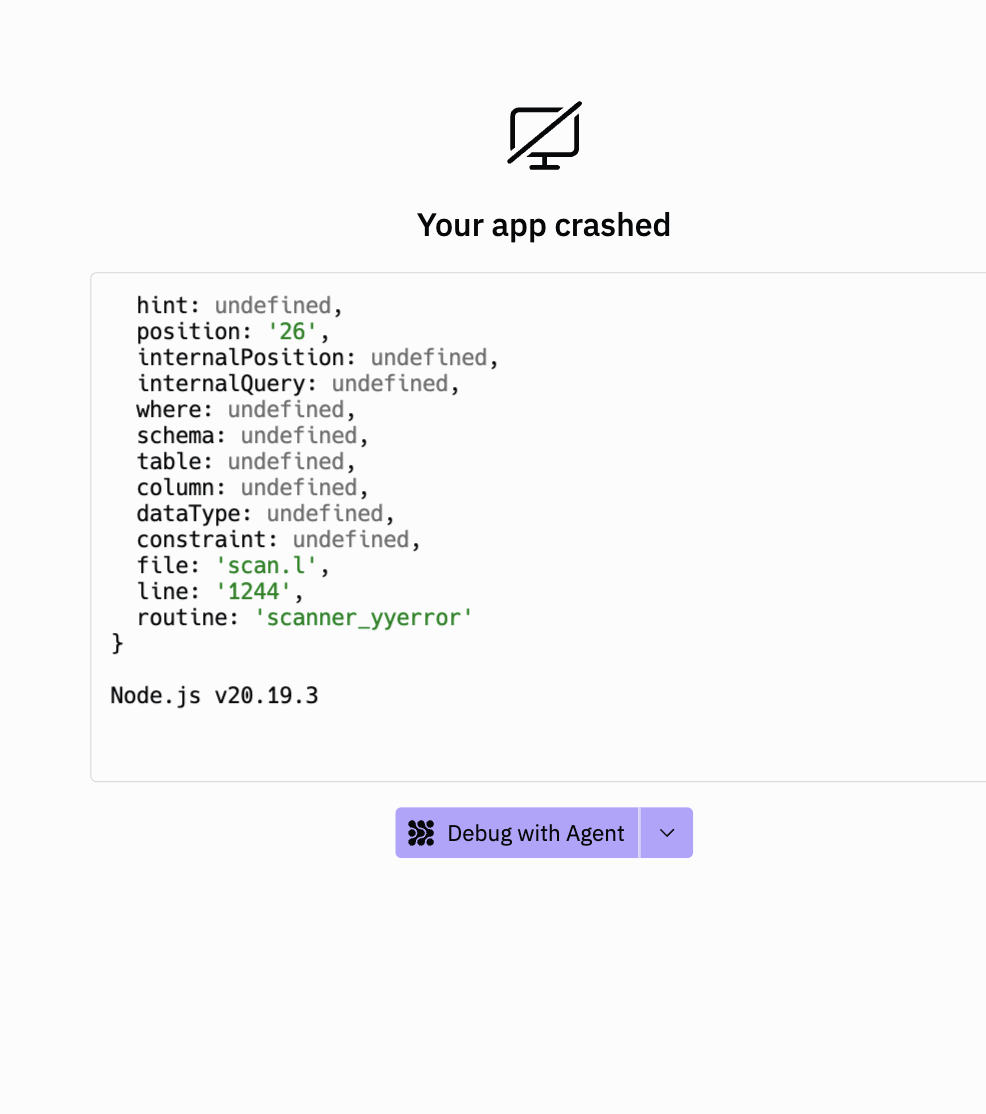 Your app crashed
hint: undefined,
position: '26',
internalPosition: undefined,
internalQuery: undefined,
where: undefined,
schema: undefined,
table: undefined,
column: undefined,
dataType: undefined,
constraint: undefined,
file: 'scan.l',
line: '1244',
routine: 'scanner_yyerror'
}
Node.js v20.19.3
Debug with Agent